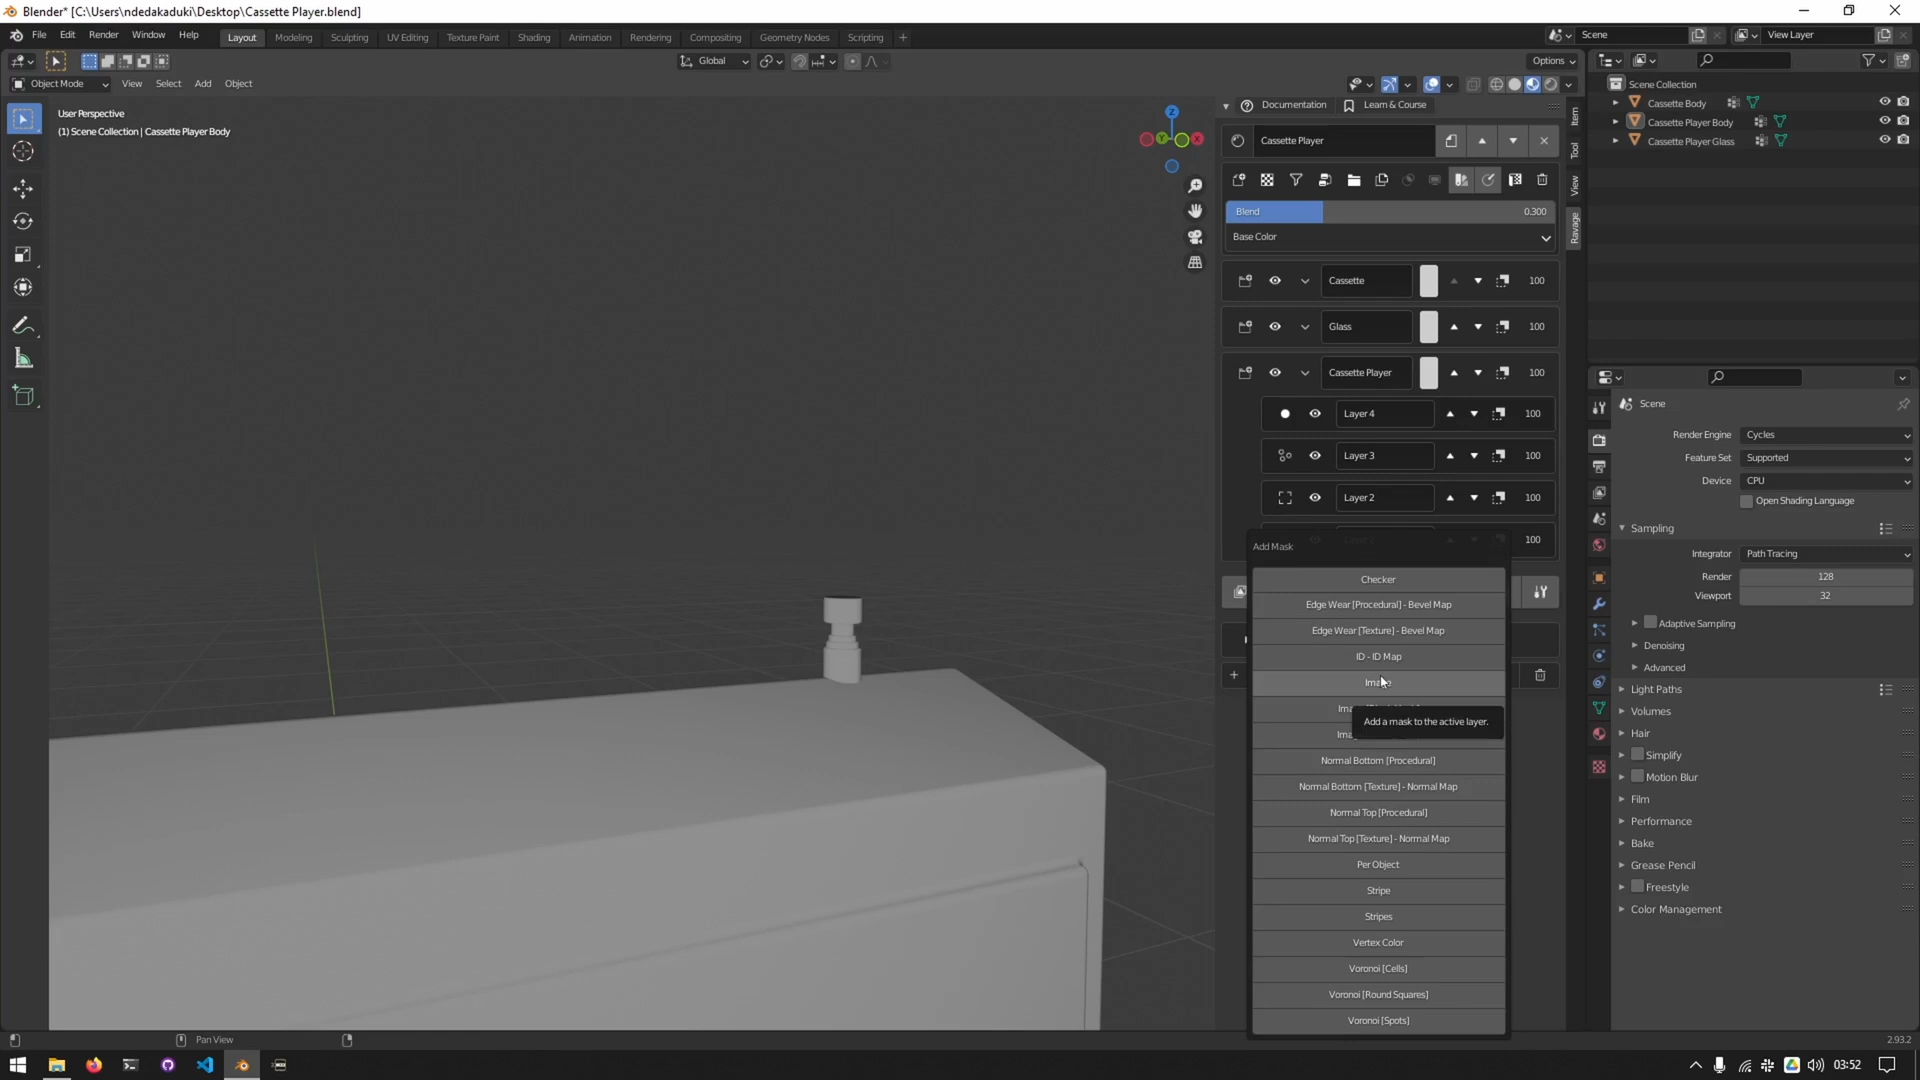 Blender* [C:\Users\ndedakaduki\Desktop\Cassette Player.blend]
File Edit Render Window Help
Layout Modeling Sculpting UV Editing Texture Paint Shading Animation Rendering Compositing Geometry Nodes Scripting
Scene
View Layer
Global
Options
Object Mode View Select Add Object
User Perspective
(1) Scene Collection | Cassette Player Body
Z
Y
X
Documentation Learn & Course
Cassette Player
Blend 0.300
Base Color
Cassette 100
Glass 100
Cassette Player 100
Layer 4 100
Layer 3 100
Layer 2 100
100
Add Mask
Checker
Edge Wear [Procedural] - Bevel Map
Edge Wear [Texture] - Bevel Map
ID - ID Map
Image
Add a mask to the active layer.
Normal Bottom [Procedural]
Normal Bottom [Texture] - Normal Map
Normal Top [Procedural]
Normal Top [Texture] - Normal Map
Per Object
Stripe
Stripes
Vertex Color
Voronoi [Cells]
Voronoi [Round Squares]
Voronoi [Spots]
Item
Tool
View
Ravage
Scene Collection
Cassette Body
Cassette Player Body
Cassette Player Glass
Scene
Render Engine Cycles
Feature Set Supported
Device CPU
Open Shading Language
Sampling
Integrator Path Tracing
Render 128
Viewport 32
Adaptive Sampling
Denoising
Advanced
Light Paths
Volumes
Hair
Simplify
Motion Blur
Film
Performance
Bake
Grease Pencil
Freestyle
Color Management
Pan View
2.93.2
03:52